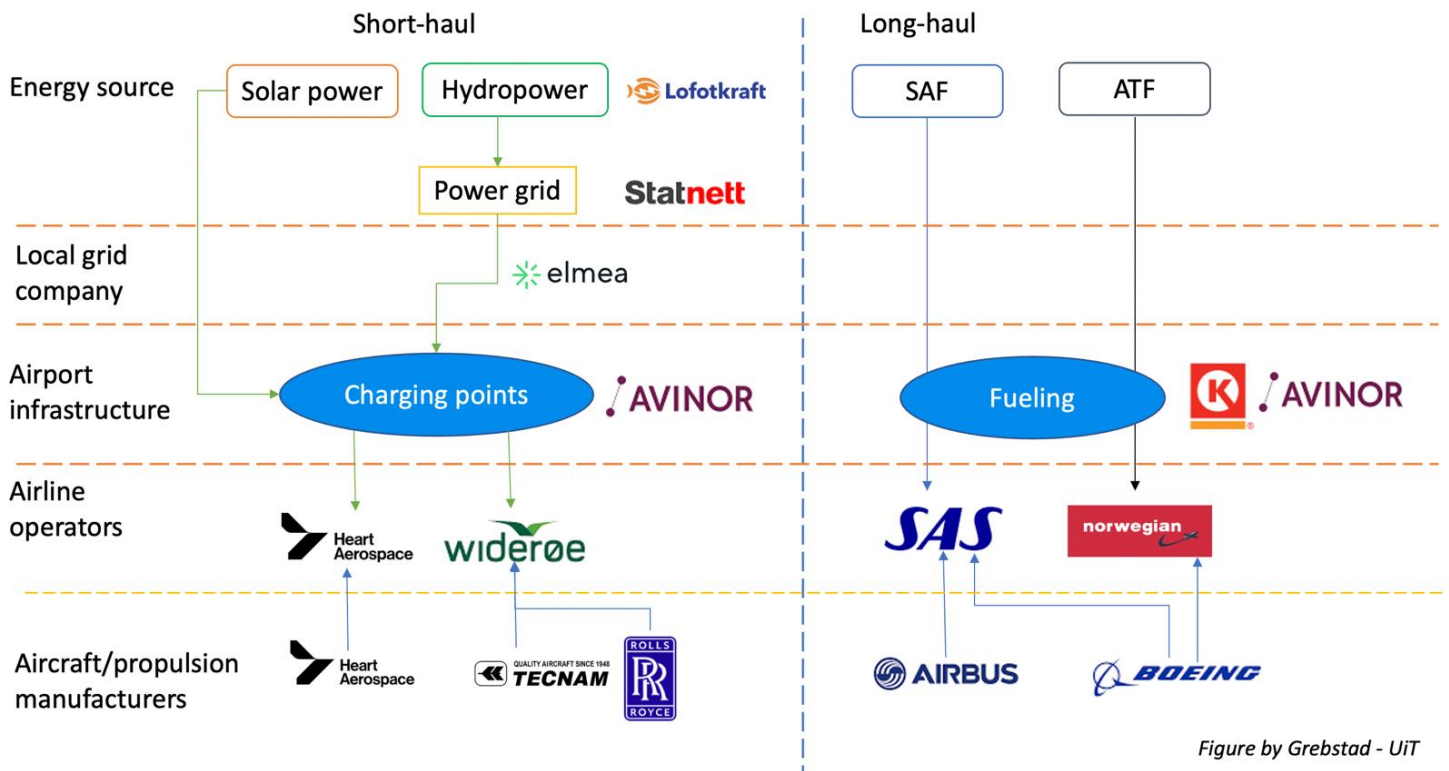 Short-haul
Long-haul
Energy source
Solar power
Hydropower
Lofotkraft
SAF
ATF
Power grid
Statnett
Local grid
company
elmea
Airport
infrastructure
Charging points
AVINOR
Fueling
K
®
AVINOR
Airline
operators
Heart
Aerospace
widerøe
SAS
norwegian
Aircraft/propulsion
manufacturers
Heart
Aerospace
QUALITY AIRCRAFT SINCE 1948
TECNAM
ROLLS
RR
ROYCE
AIRBUS
BOEING
Figure by Grebstad - UiT